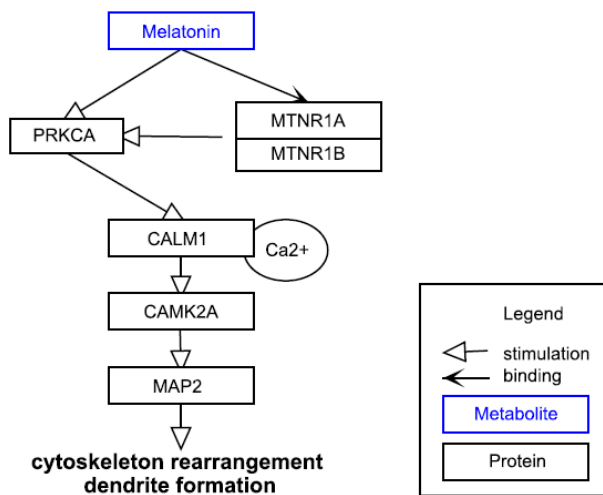 Melatonin
PRKCA
MTNR1A
MTNR1B
CALM1
Ca2+
CAMK2A
MAP2
cytoskeleton rearrangement
dendrite formation
Legend
stimulation
binding
Metabolite
Protein